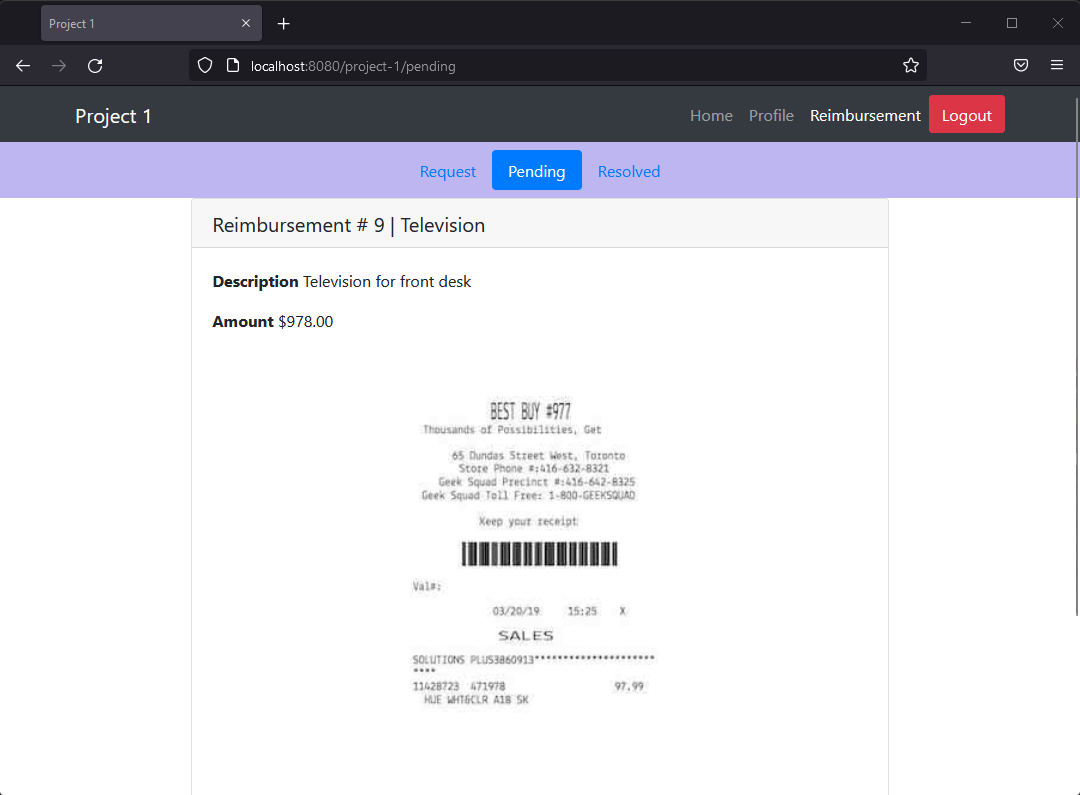 Project 1
localhost:8080/project-1/pending
Project 1 Home Profile Reimbursement Logout
Request Pending Resolved
Reimbursement # 9 | Television
Description Television for front desk
Amount $978.00
BEST BUY #977
Thousands of Possibilities, Get
65 Dundas Street West, Toronto
Store Phone #:416-632-8321
Geek Squad Precinct #:416-642-8325
Geek Squad Toll Free: 1-800-GEEKSQUAD
Keep your receipt
Val#:
03/20/19 15:25 X
SALES
SOLUTIONS PLUS3860913*********************
****
11428723 471978 97.99
HUE WHT&CLR A1B SK